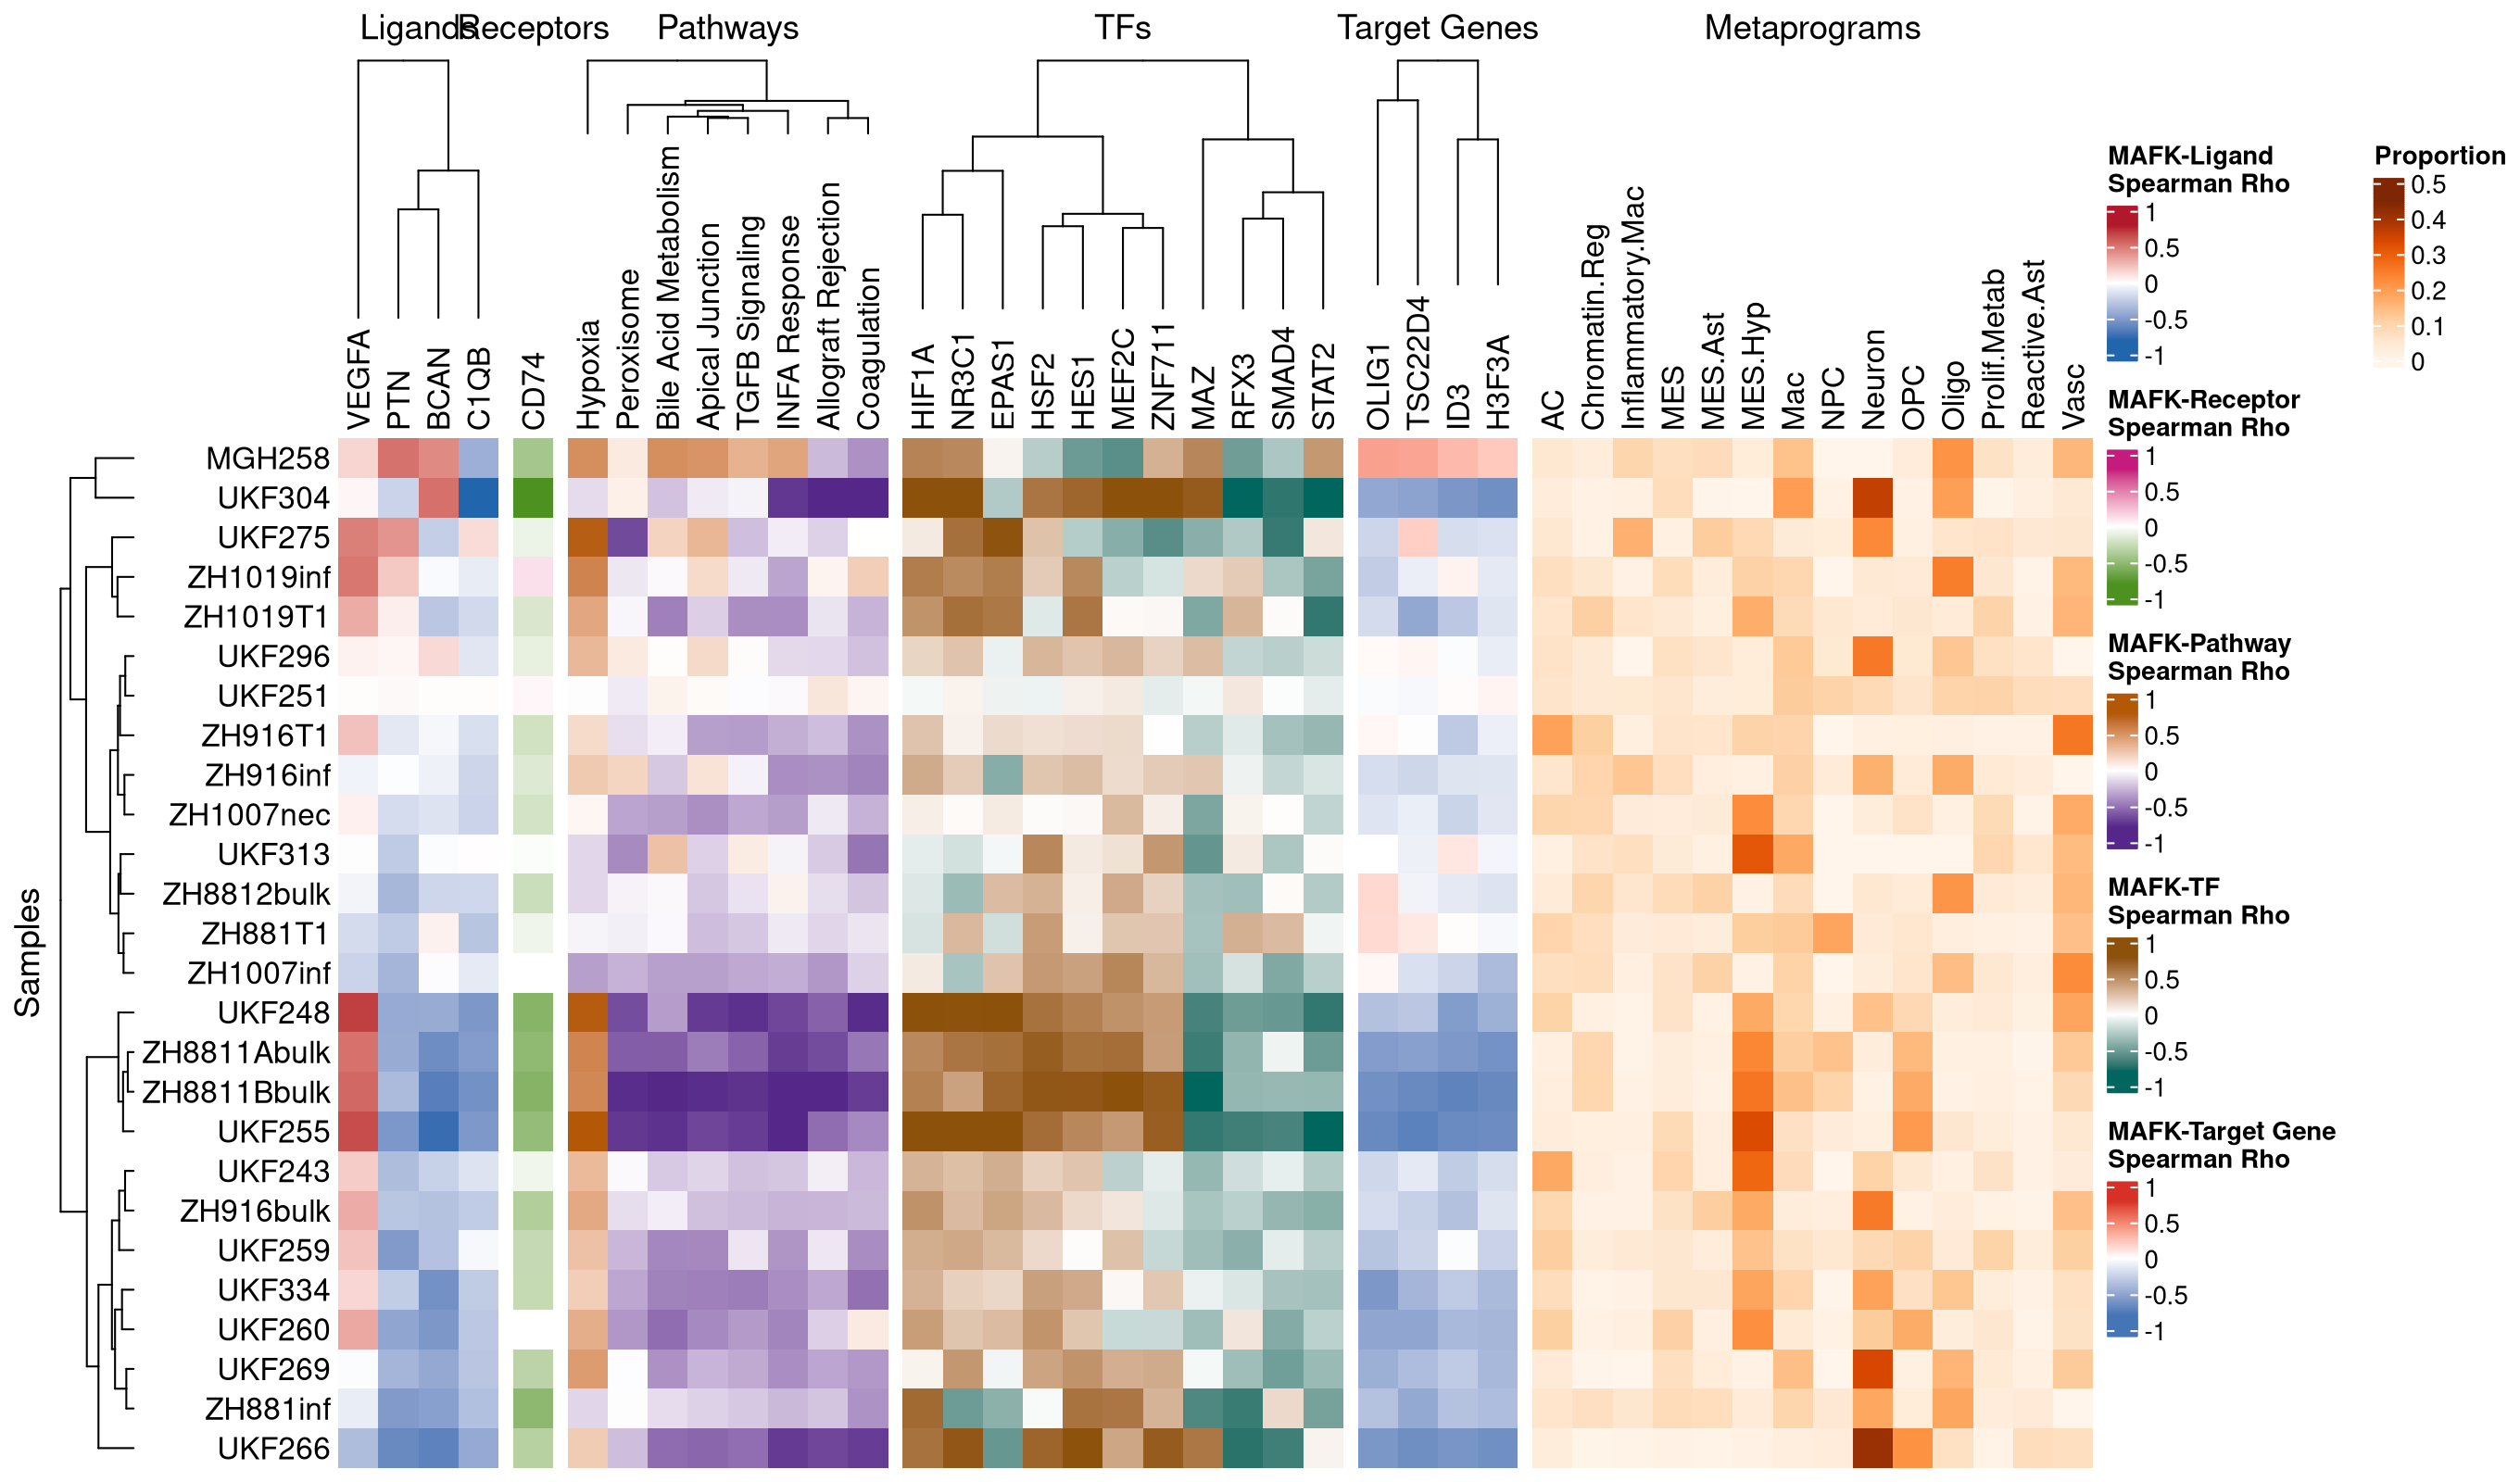 Ligands
Receptors
Pathways
TFs
Target Genes
Metaprograms
VEGFA
PTN
BCAN
C1QB
CD74
Hypoxia
Peroxisome
Bile Acid Metabolism
Apical Junction
TGFB Signaling
INFA Response
Allograft Rejection
Coagulation
HIF1A
NR3C1
EPAS1
HSF2
HES1
MEF2C
ZNF711
MAZ
RFX3
SMAD4
STAT2
OLIG1
TSC22D4
ID3
H3F3A
AC
Chromatin.Reg
Inflammatory.Mac
MES
MES.Ast
MES.Hyp
Mac
NPC
Neuron
OPC
Oligo
Prolif.Metab
Reactive.Ast
Vasc
Samples
MGH258
UKF304
UKF275
ZH1019inf
ZH1019T1
UKF296
UKF251
ZH916T1
ZH916inf
ZH1007nec
UKF313
ZH8812bulk
ZH881T1
ZH1007inf
UKF248
ZH8811Abulk
ZH8811Bbulk
UKF255
UKF243
ZH916bulk
UKF259
UKF334
UKF260
UKF269
ZH881inf
UKF266
MAFK-Ligand
Spearman Rho
1
0.5
0
-0.5
-1
MAFK-Receptor
Spearman Rho
1
0.5
0
-0.5
-1
MAFK-Pathway
Spearman Rho
1
0.5
0
-0.5
-1
MAFK-TF
Spearman Rho
1
0.5
0
-0.5
-1
MAFK-Target Gene
Spearman Rho
1
0.5
0
-0.5
-1
Proportion
0.5
0.4
0.3
0.2
0.1
0